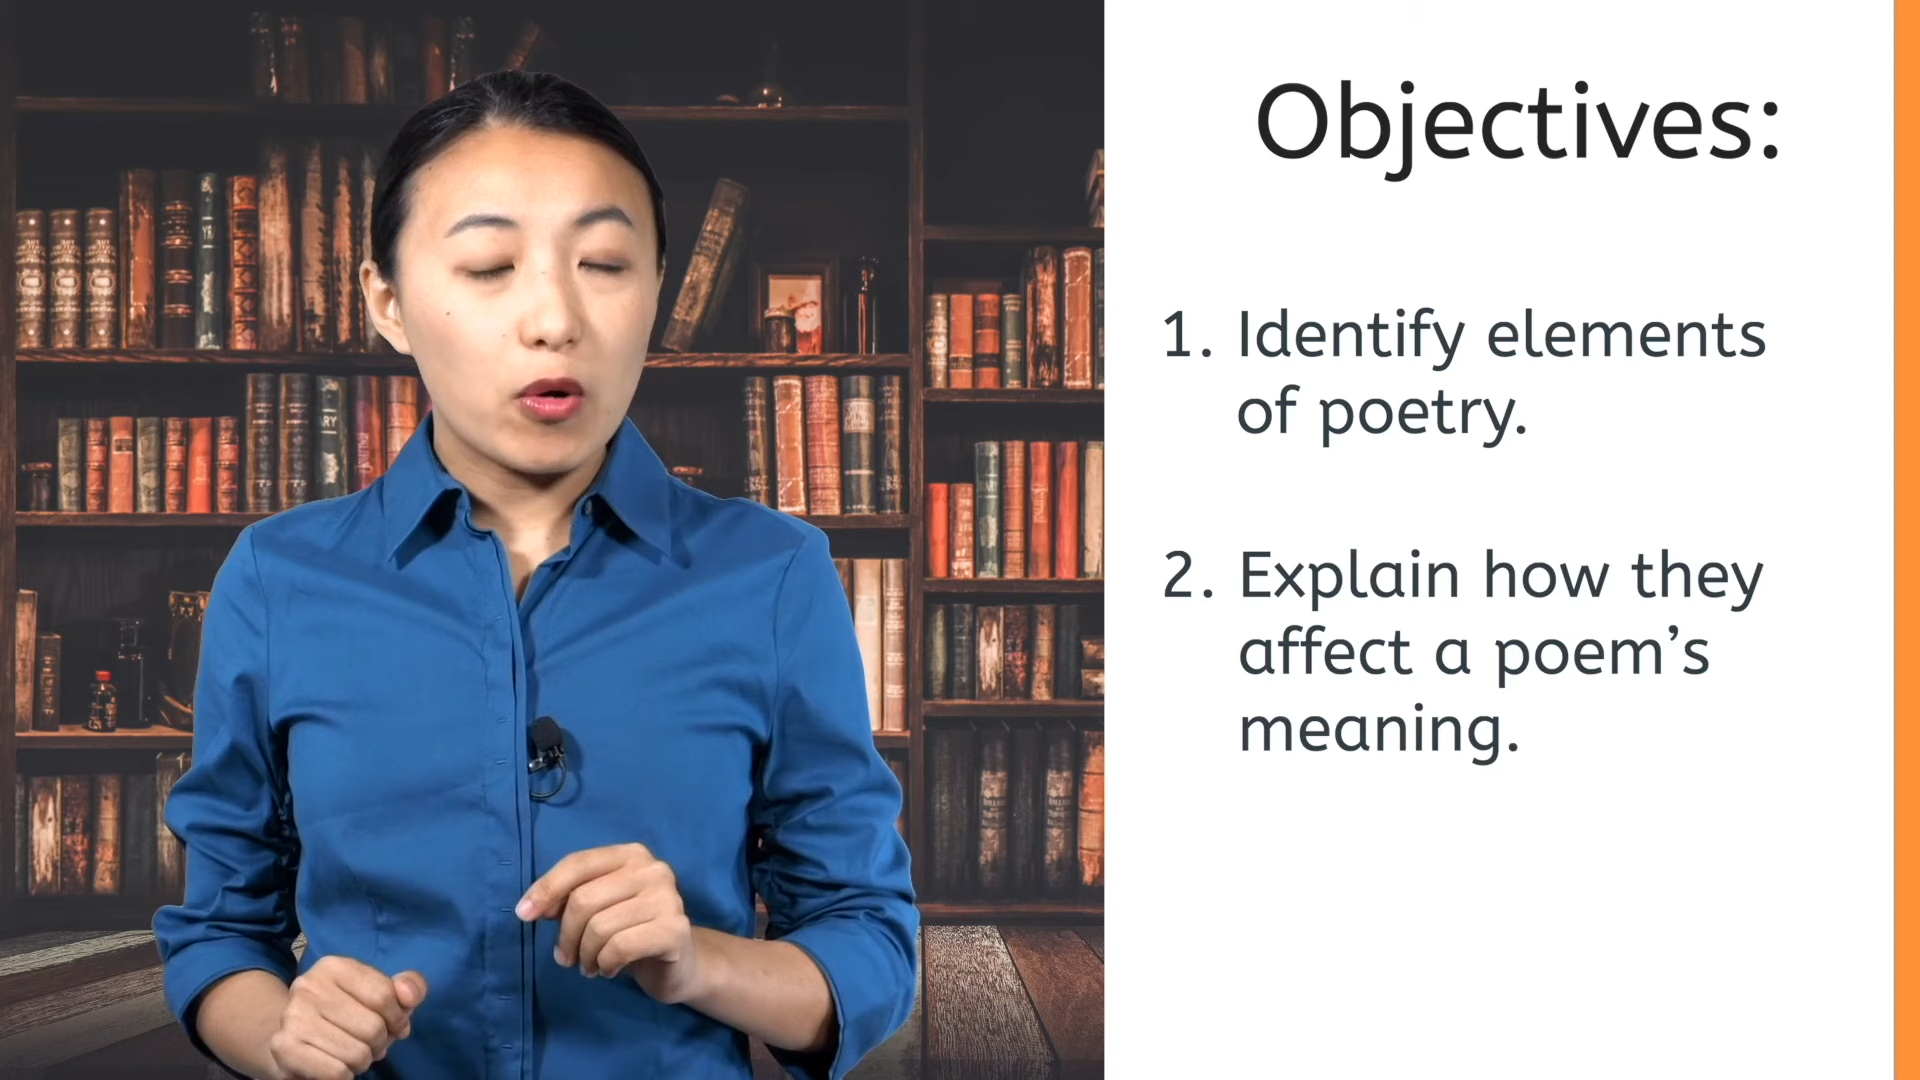 Objectives:
1. Identify elements
of poetry.
2. Explain how they
affect a poem's
meaning.